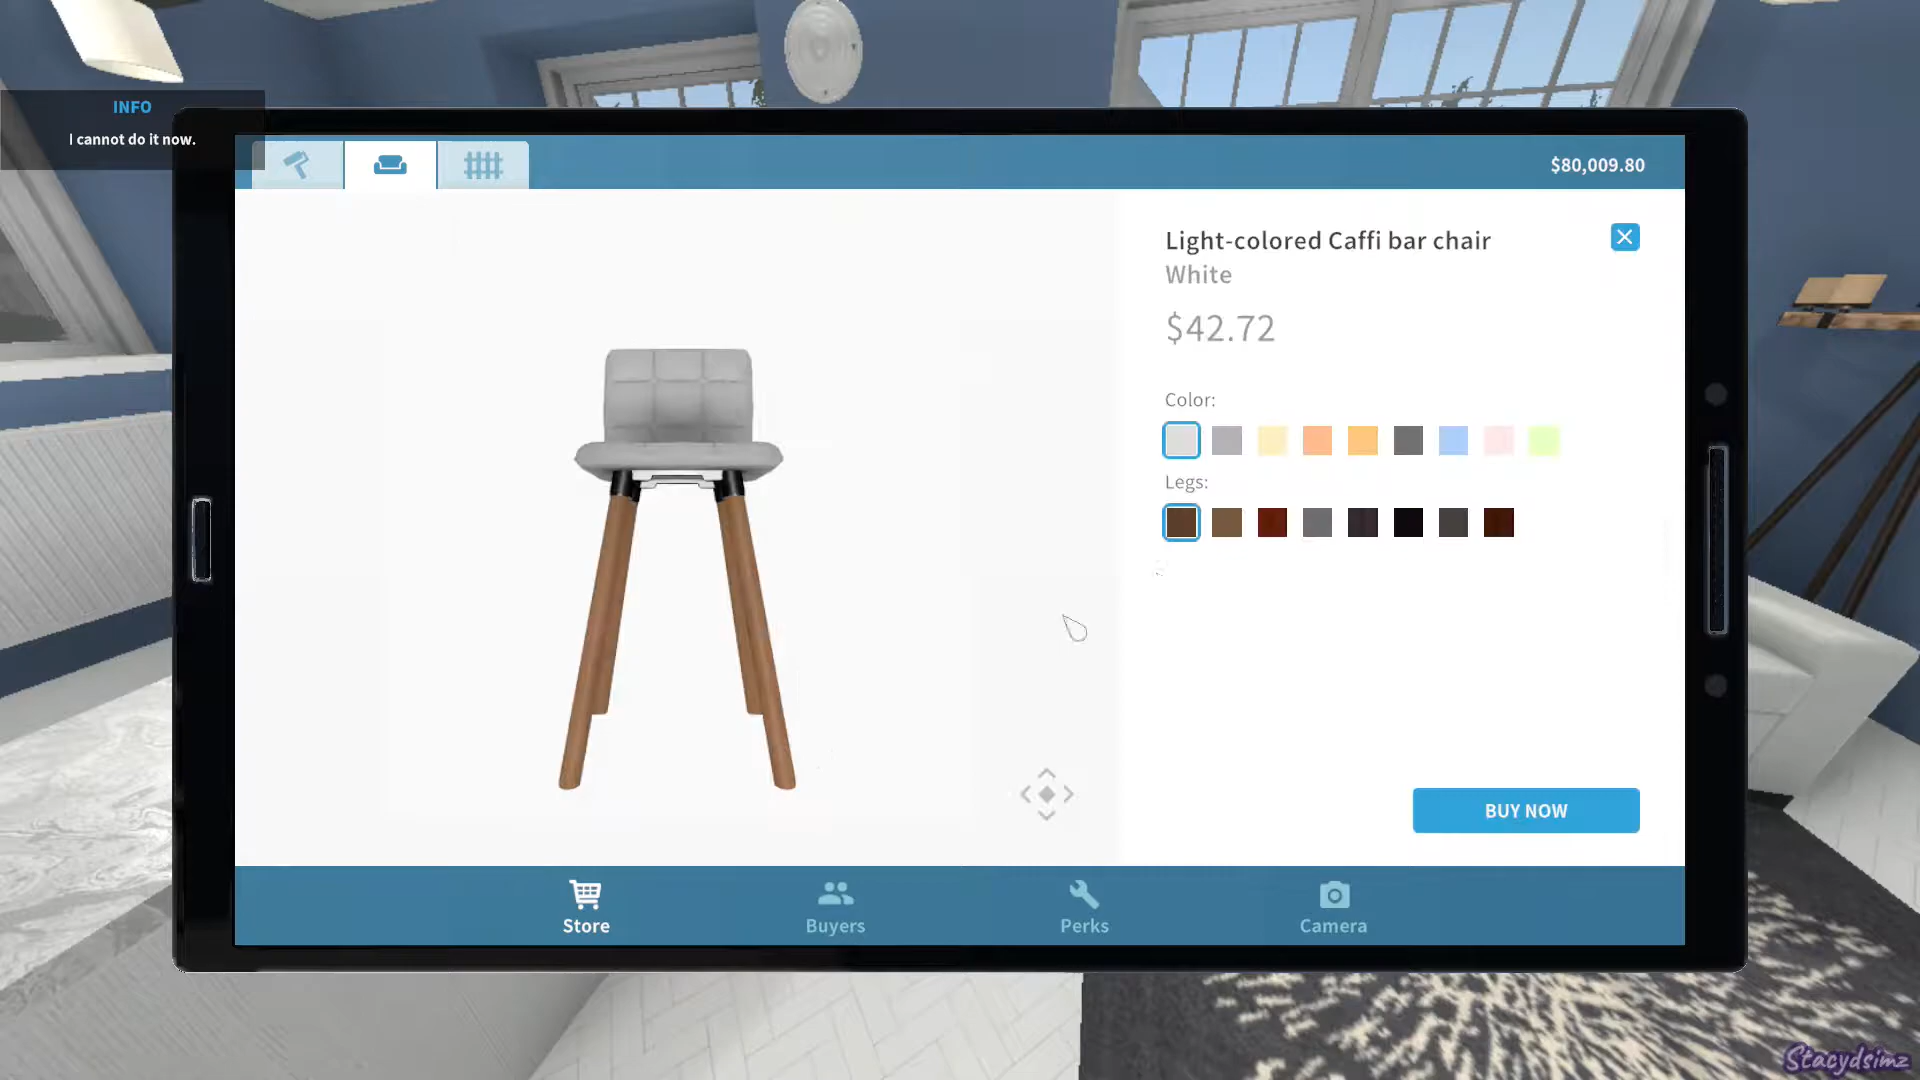 INFO
I cannot do it now.
$80,009.80
Light-colored Caffi bar chair
White
$42.72
Color:
Legs:
BUY NOW
Store
Buyers
Perks
Camera
Stacydsimz